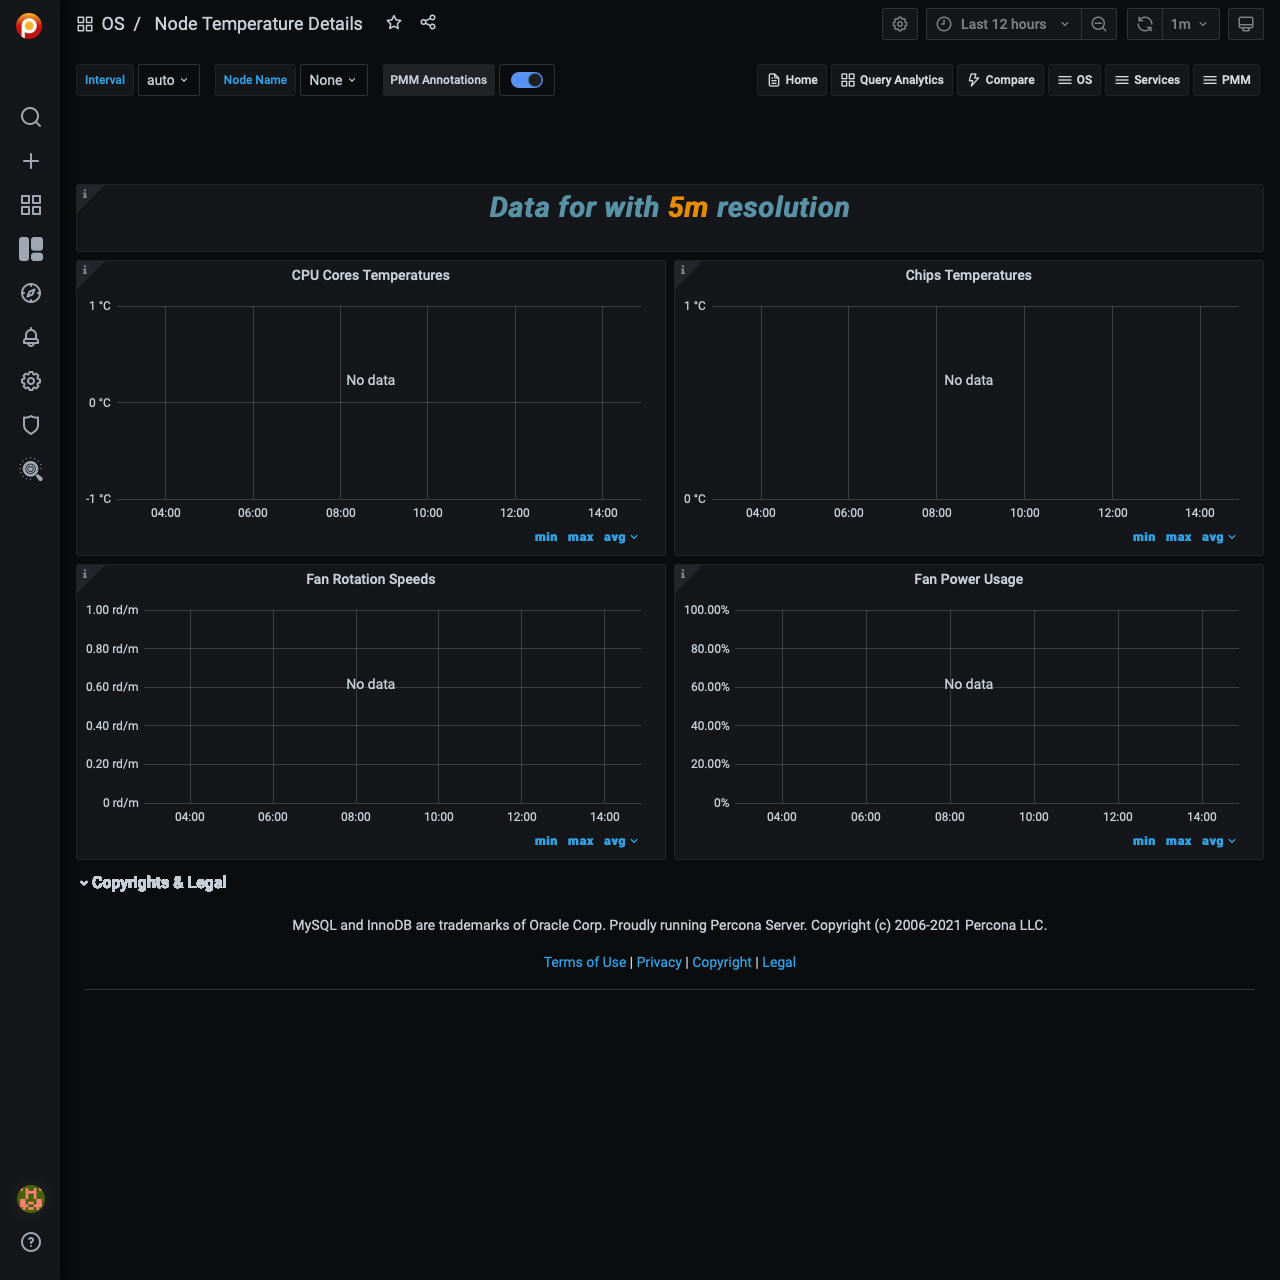 OS / Node Temperature Details
Last 12 hours
1m
Interval auto Node Name None PMM Annotations
Home Query Analytics Compare OS Services PMM
Data for with 5m resolution
CPU Cores Temperatures
1 °C
0 °C
-1 °C
No data
04:00 06:00 08:00 10:00 12:00 14:00
min max avg
Chips Temperatures
1 °C
0 °C
No data
04:00 06:00 08:00 10:00 12:00 14:00
min max avg
Fan Rotation Speeds
1.00 rd/m
0.80 rd/m
0.60 rd/m
0.40 rd/m
0.20 rd/m
0 rd/m
No data
04:00 06:00 08:00 10:00 12:00 14:00
min max avg
Fan Power Usage
100.00%
80.00%
60.00%
40.00%
20.00%
0%
No data
04:00 06:00 08:00 10:00 12:00 14:00
min max avg
Copyrights & Legal
MySQL and InnoDB are trademarks of Oracle Corp. Proudly running Percona Server. Copyright (c) 2006-2021 Percona LLC.
Terms of Use | Privacy | Copyright | Legal